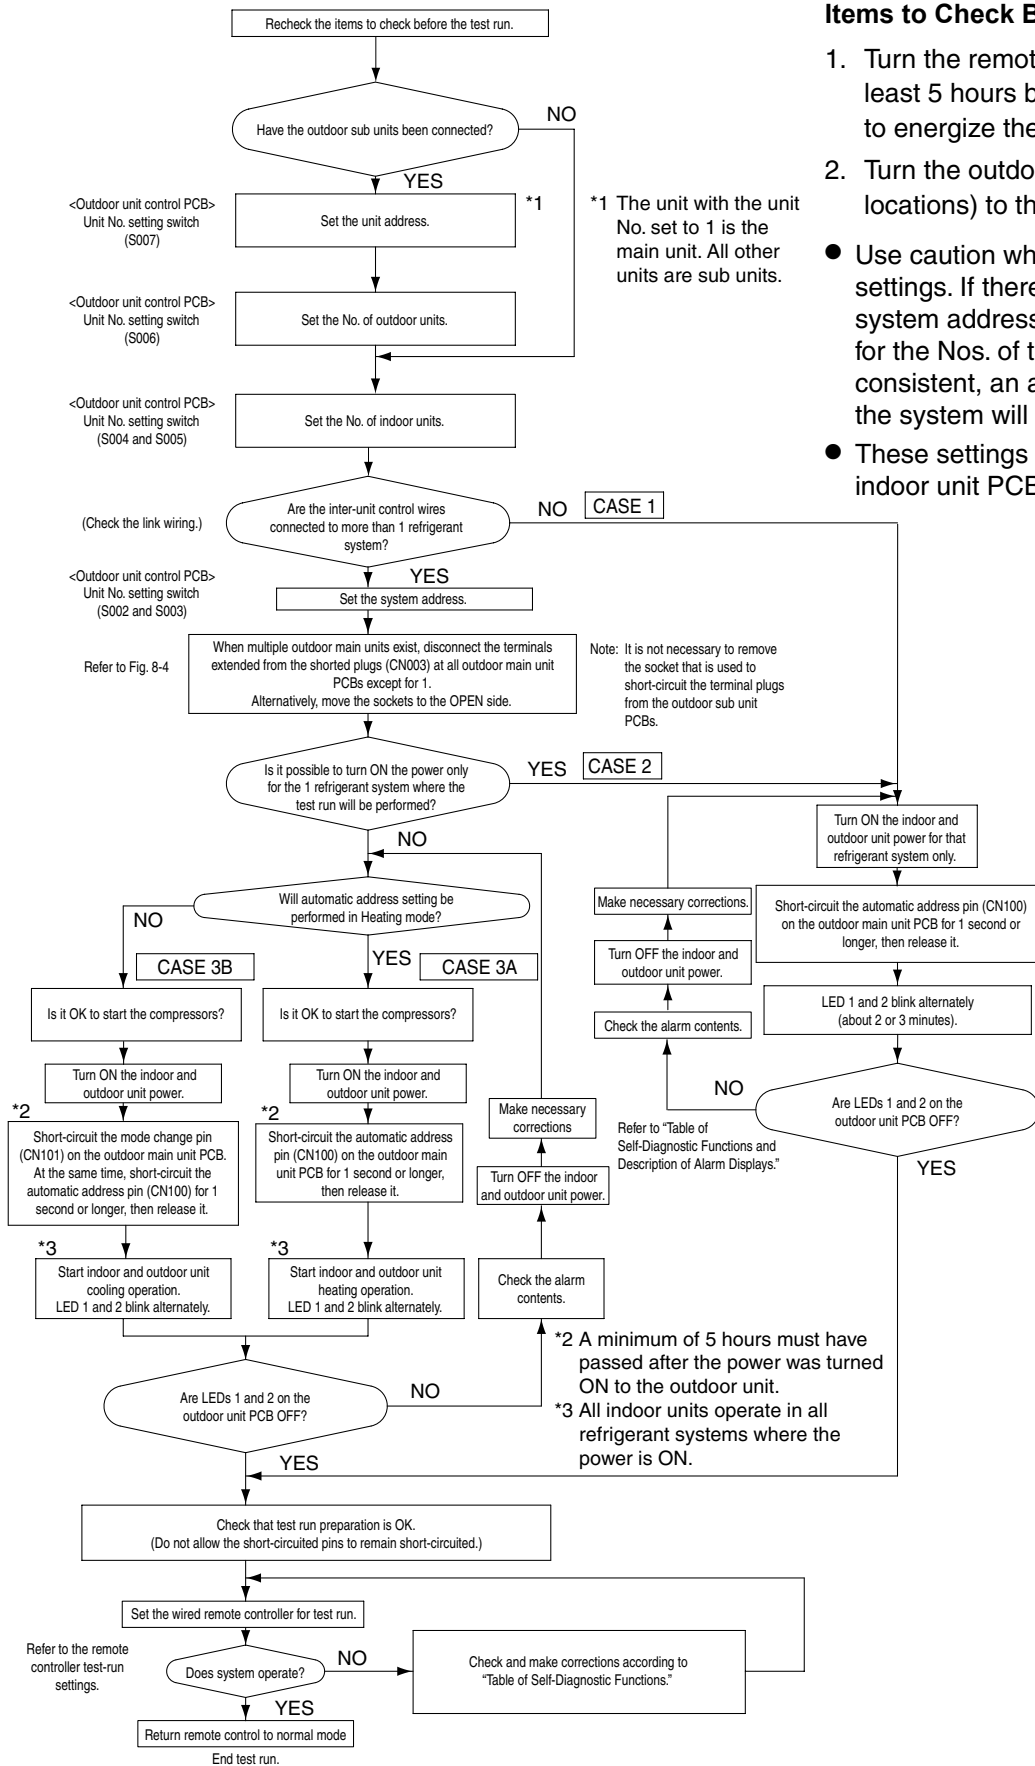 Recheck the items to check before the test run.
Have the outdoor sub units been connected?
NO
YES
<Outdoor unit control PCB>
Unit No. setting switch
(S007)
Set the unit address.
*1
*1 The unit with the unit
No. set to 1 is the
main unit. All other
units are sub units.
<Outdoor unit control PCB>
Unit No. setting switch
(S006)
Set the No. of outdoor units.
<Outdoor unit control PCB>
Unit No. setting switch
(S004 and S005)
Set the No. of indoor units.
(Check the link wiring.)
Are the inter-unit control wires
connected to more than 1 refrigerant
system?
NO
CASE 1
YES
<Outdoor unit control PCB>
Unit No. setting switch
(S002 and S003)
Set the system address.
Refer to Fig. 8-4
When multiple outdoor main units exist, disconnect the terminals
extended from the shorted plugs (CN003) at all outdoor main unit
PCBs except for 1.
Alternatively, move the sockets to the OPEN side.
Note: It is not necessary to remove
the socket that is used to
short-circuit the terminal plugs
from the outdoor sub unit
PCBs.
Is it possible to turn ON the power only
for the 1 refrigerant system where the
test run will be performed?
YES
CASE 2
NO
Will automatic address setting be
performed in Heating mode?
NO
YES
CASE 3B
CASE 3A
Is it OK to start the compressors?
Is it OK to start the compressors?
Turn ON the indoor and
outdoor unit power.
Turn ON the indoor and
outdoor unit power.
*2
Short-circuit the mode change pin
(CN101) on the outdoor main unit PCB.
At the same time, short-circuit the
automatic address pin (CN100) for 1
second or longer, then release it.
*2
Short-circuit the automatic address
pin (CN100) on the outdoor main
unit PCB for 1 second or longer,
then release it.
*3
Start indoor and outdoor unit
cooling operation.
LED 1 and 2 blink alternately.
*3
Start indoor and outdoor unit
heating operation.
LED 1 and 2 blink alternately.
Make necessary
corrections
Turn OFF the indoor
and outdoor unit power.
Check the alarm
contents.
Are LEDs 1 and 2 on the
outdoor unit PCB OFF?
NO
YES
*2 A minimum of 5 hours must have
passed after the power was turned
ON to the outdoor unit.
*3 All indoor units operate in all
refrigerant systems where the
power is ON.
Turn ON the indoor and
outdoor unit power for that
refrigerant system only.
Short-circuit the automatic address pin (CN100)
on the outdoor main unit PCB for 1 second or
longer, then release it.
LED 1 and 2 blink alternately
(about 2 or 3 minutes).
Are LEDs 1 and 2 on the
outdoor unit PCB OFF?
NO
YES
Make necessary corrections.
Turn OFF the indoor and
outdoor unit power.
Check the alarm contents.
Refer to "Table of
Self-Diagnostic Functions and
Description of Alarm Displays."
Check that test run preparation is OK.
(Do not allow the short-circuited pins to remain short-circuited.)
Set the wired remote controller for test run.
Refer to the remote
controller test-run
settings.
Does system operate?
NO
Check and make corrections according to
"Table of Self-Diagnostic Functions."
YES
Return remote control to normal mode
End test run.
Items to Check
1. Turn the
least 5 hours
to energize the
2. Turn the
locations) to
● Use caution
settings. If
system
for the Nos. of
consistent, an
the system will
● These settings
indoor unit